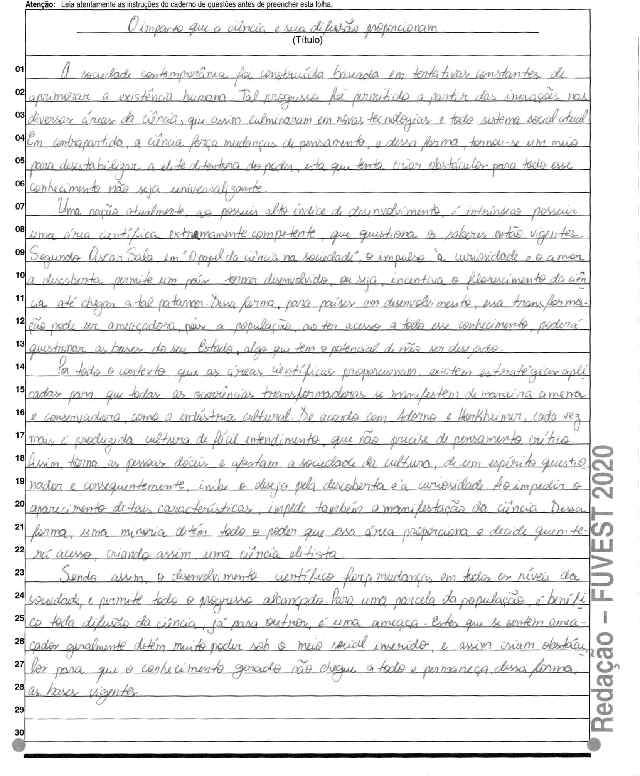 Atenção: Leia atentamente as instruções do caderno de questões antes de preencher esta folha.
O impacto que a ciência e sua difusão proporcionam
(Título)
01 A sociedade contemporânea foi construída baseada em tentativas constantes de
02 aprimorar a existência humana. Tal progresso foi permitido a partir das inovações nas
03 diversas áreas da ciência, que assim culminaram em novas tecnologias e todo sistema social atual.
04 Em contrapartida, a ciência força mudanças de pensamento, e dessa forma, tornou-se um meio
05 para desestabilizar a elite detentora do poder, esta que tenta criar obstáculos para todo esse
06 conhecimento não seja universalizante.
07 Uma nação atualmente, ao possuir alto índice de desenvolvimento, é intrínseco possuir
08 uma área científica extremamente competente, que questiona os saberes então vigentes.
09 Segundo Oscar Sala, em "O papel da ciência na sociedade", o impulso à curiosidade e o amor
10 a descoberta permite um país tornar desenvolvido, ou seja, incentiva o florescimento da ciên-
11 cia até chegar a tal patamar. Dessa forma, para países em desenvolvimento, essa transforma-
12 ção pode ser ameaçadora, pois a população, ao ter acesso a todo esse conhecimento, poderá
13 questionar as bases do seu Estado, algo que tem o potencial de não ser desejado.
14 Por todo o contexto que as áreas científicas proporcionam, existem estratégias apli-
15 cadas para que todas as ocorrências transformadoras se manifestem de maneira amena
16 e conservadora, como a indústria cultural. De acordo com Adorno e Horkheimer, cada vez
17 mais é produzida cultura de fácil entendimento, que não precise de pensamento crítico.
18 Assim torna as pessoas dóceis e afastam a sociedade da cultura, de um espírito questio-
19 nador e consequentemente, inibe o desejo pela descoberta e a curiosidade. Ao impedir o
20 aparecimento de tais características, impede também a manifestação da ciência. Dessa
21 forma, uma minoria detém todo o poder que essa área proporciona e decide quem te-
22 rá acesso, criando assim, uma ciência elitista.
23 Sendo assim, o desenvolvimento científico força mudanças em todos os níveis da
24 sociedade, e permite todo o progresso alcançado. Para uma parcela da população, é benéfi-
25 co toda difusão da ciência, já para outros, é uma ameaça. Estes que se sentem amea-
26 çados geralmente detém muito poder sob o meio social inserido, e assim criam obstácu-
27 los para que o conhecimento gerado não chegue a todo e permaneça, dessa forma,
28 as bases vigentes.
29
30
Redação – FUVEST 2020